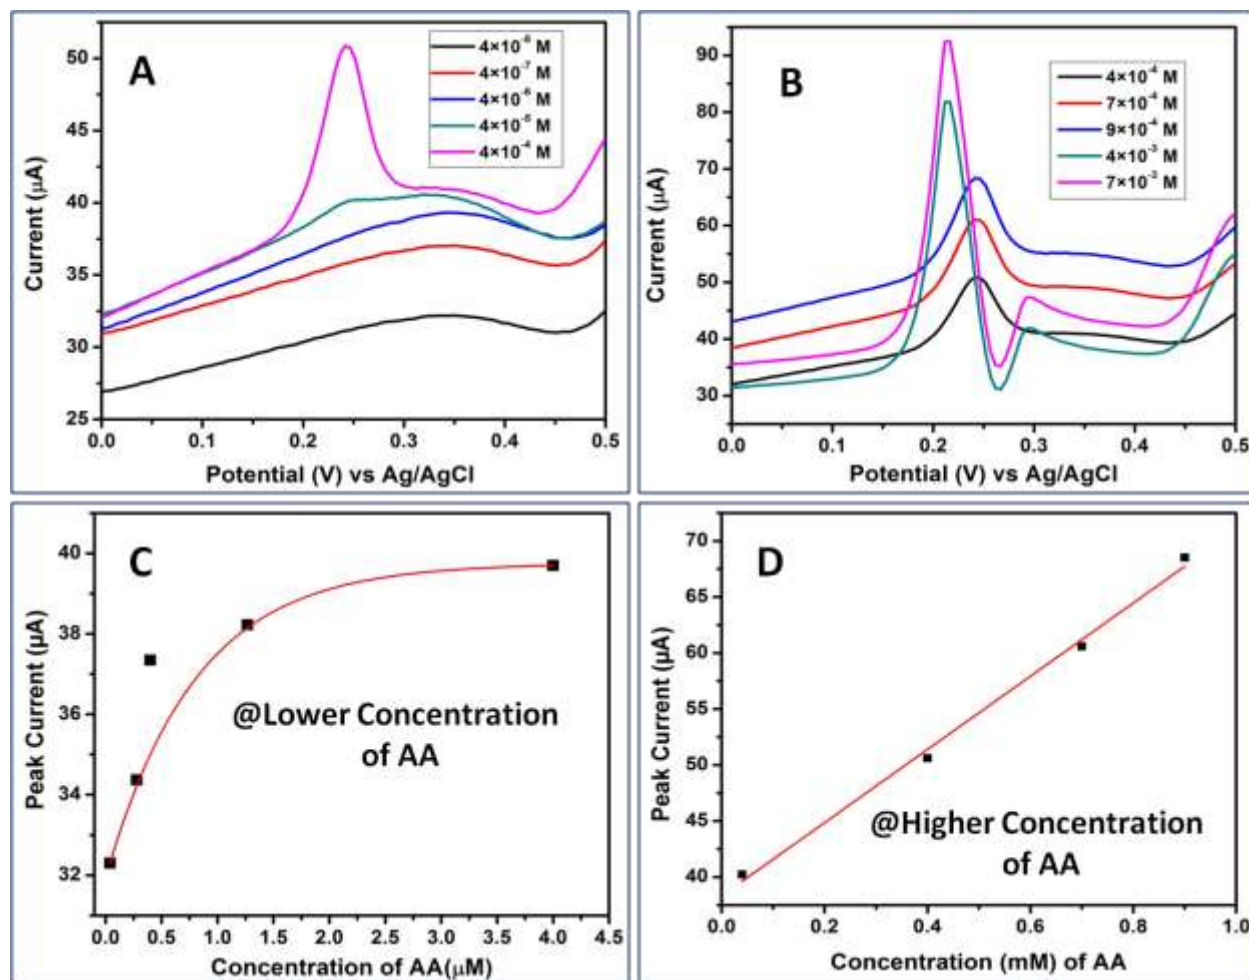 A
4×10⁻⁸ M
4×10⁻⁷ M
4×10⁻⁶ M
4×10⁻⁵ M
4×10⁻⁴ M
50
45
40
35
30
25
0.0 0.1 0.2 0.3 0.4 0.5
Current (μA)
Potential (V) vs Ag/AgCl
B
4×10⁻⁴ M
7×10⁻⁴ M
9×10⁻⁴ M
4×10⁻³ M
7×10⁻³ M
90
80
70
60
50
40
30
0.0 0.1 0.2 0.3 0.4 0.5
Current (μA)
Potential (V) vs Ag/AgCl
C
40
38
36
34
32
0.0 0.5 1.0 1.5 2.0 2.5 3.0 3.5 4.0 4.5
Peak Current (μA)
@Lower Concentration
of AA
Concentration of AA(μM)
D
70
65
60
55
50
45
40
0.2 0.4 0.6 0.8 1.0
Peak Current (μA)
@Higher Concentration
of AA
Concentration (mM) of AA